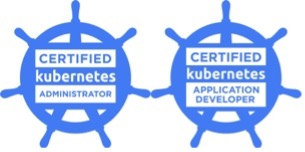 CERTIFIED
kubernetes
ADMINISTRATOR
CERTIFIED
kubernetes
APPLICATION
DEVELOPER